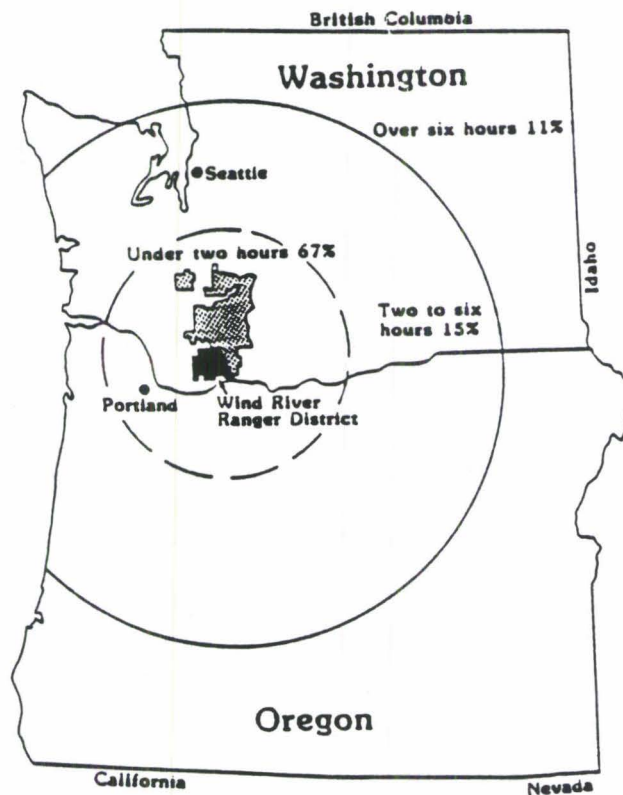 British Columbia
Washington
Over six hours 11%
Seattle
Under two hours 67%
Idaho
Two to six
hours 15%
Portland
Wind River
Ranger District
Oregon
California
Nevada